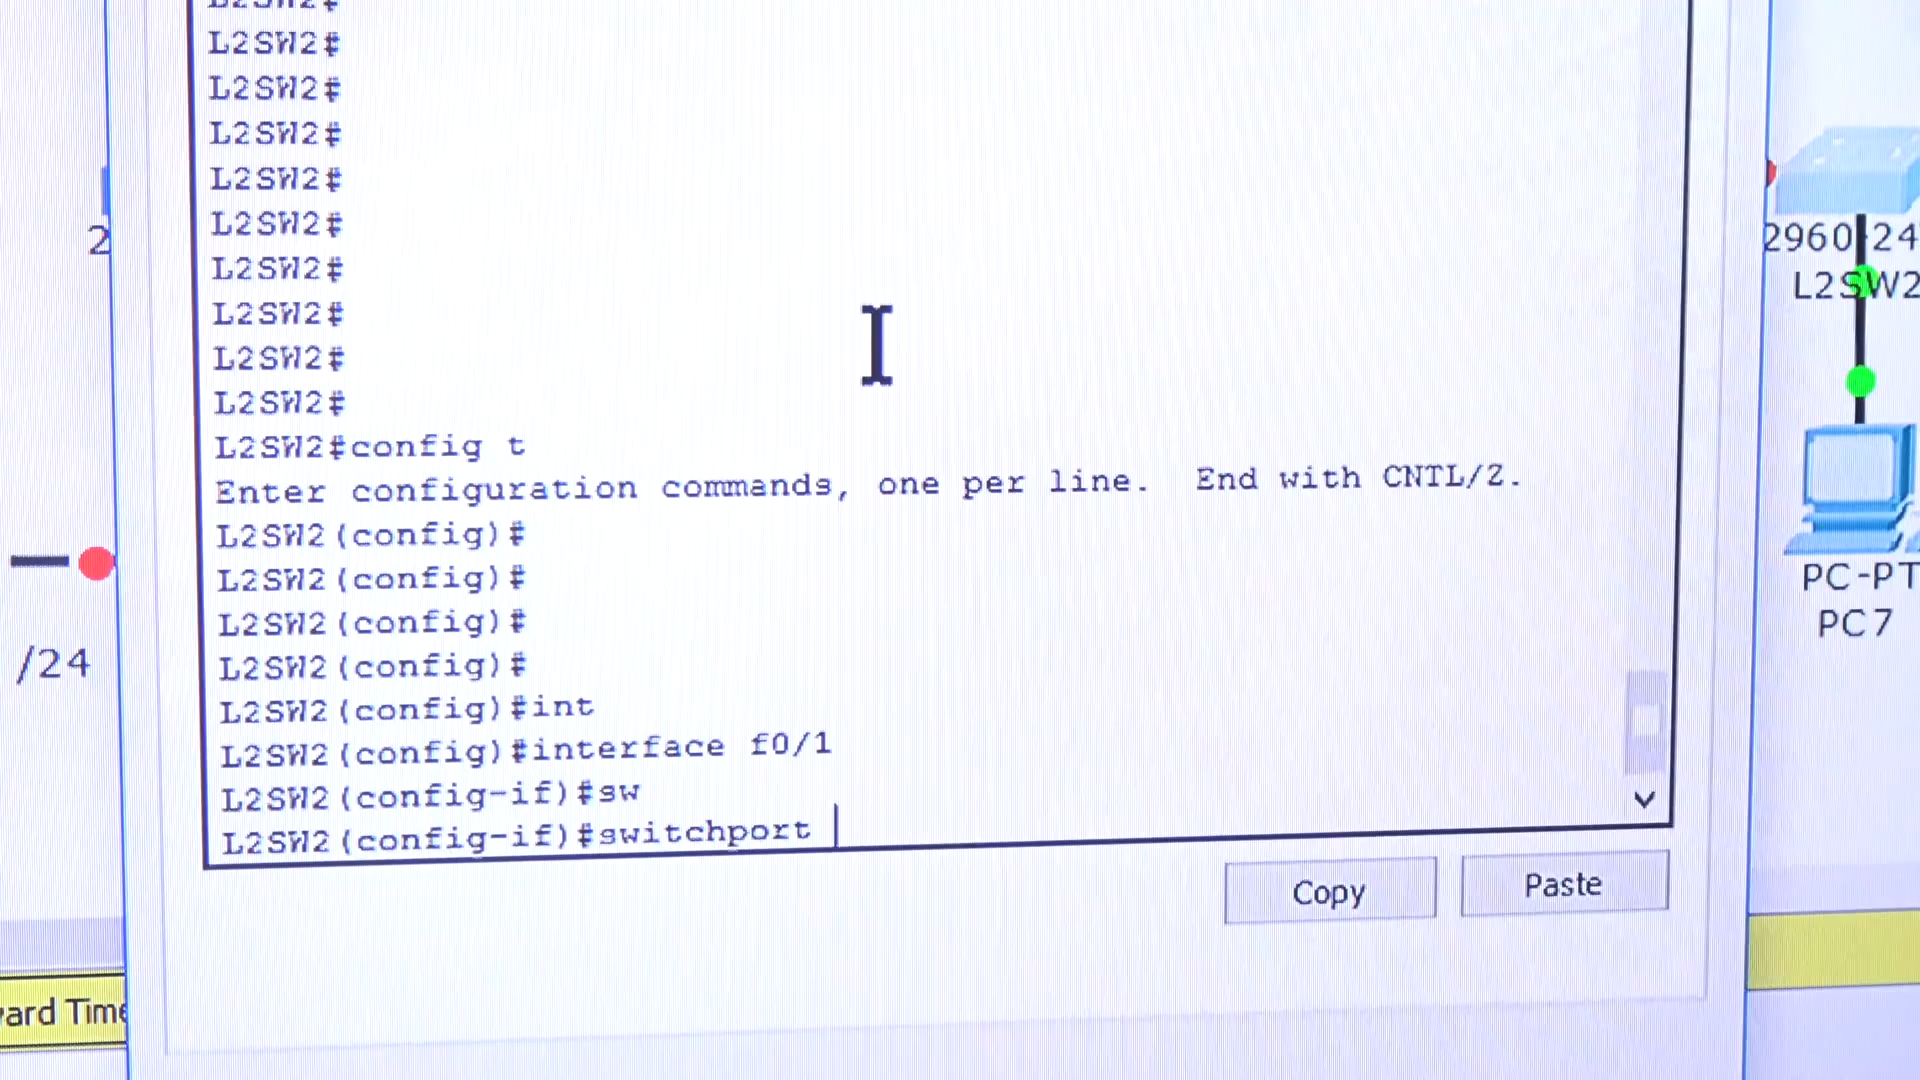 L2SW2#
L2SW2#
L2SW2#
L2SW2#
L2SW2#
L2SW2#
L2SW2#
L2SW2#
L2SW2#
L2SW2#
L2SW2#config t
Enter configuration commands, one per line.  End with CNTL/Z.
L2SW2(config)#
L2SW2(config)#
L2SW2(config)#
L2SW2(config)#
L2SW2(config)#int
L2SW2(config)#interface f0/1
L2SW2(config-if)#sw
L2SW2(config-if)#switchport
Copy
Paste
2
/24
ard Time
2960-24
L2SW2
PC-PT
PC7